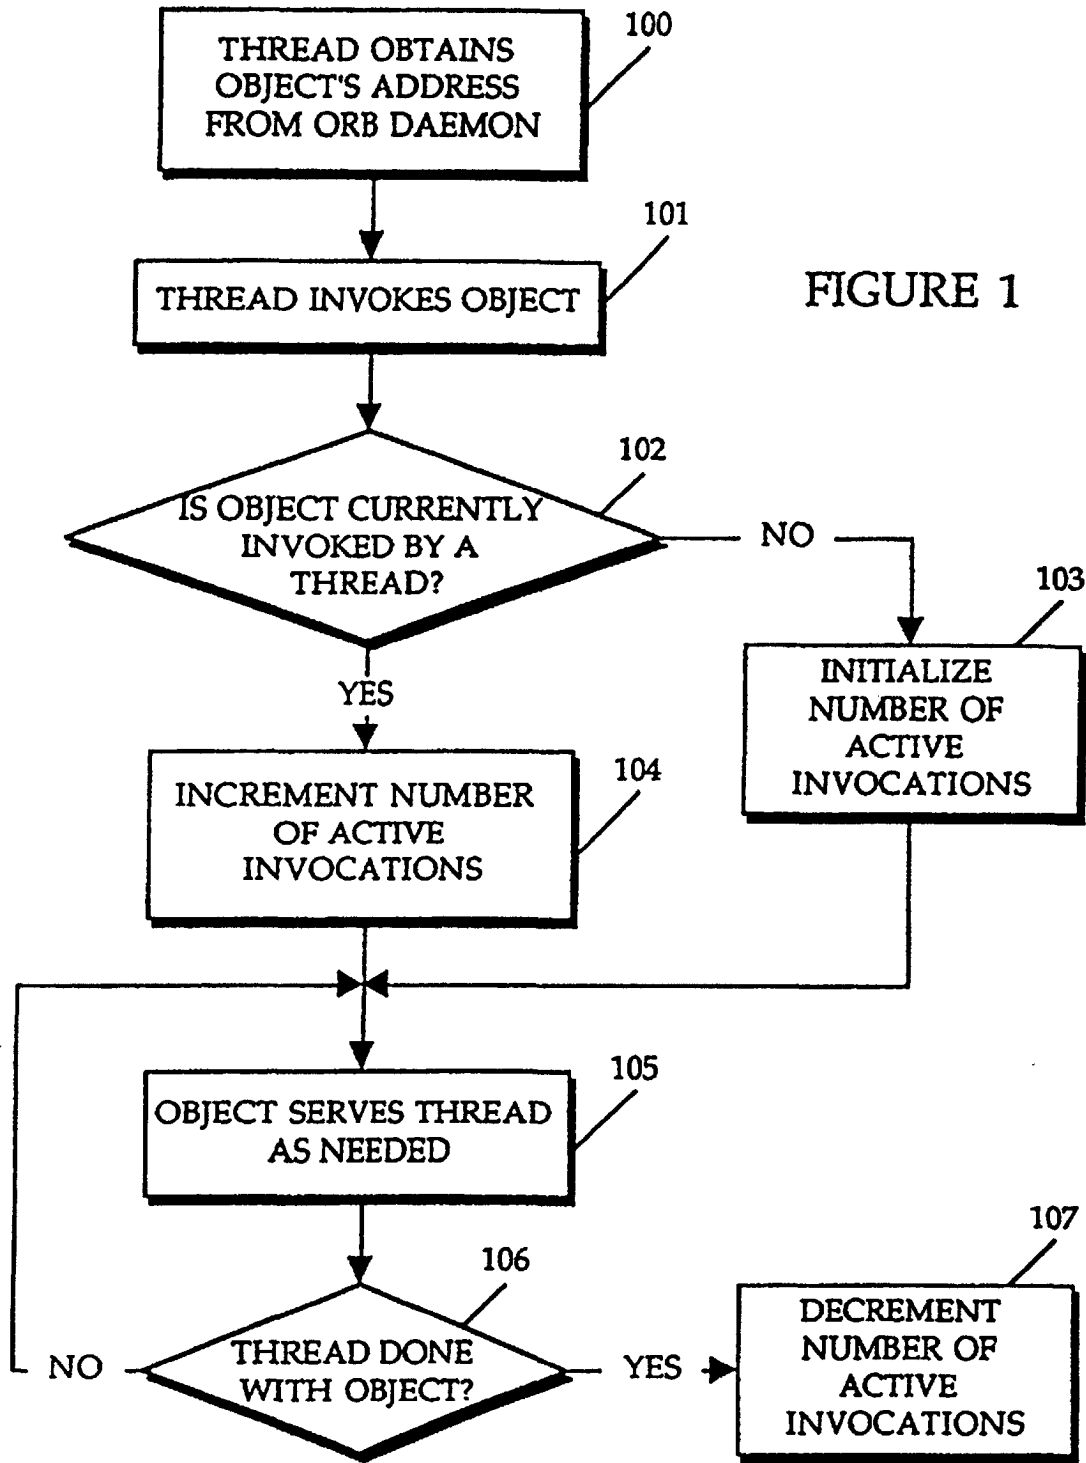 100
THREAD OBTAINS
OBJECT'S ADDRESS
FROM ORB DAEMON
101
THREAD INVOKES OBJECT
FIGURE 1
102
IS OBJECT CURRENTLY
INVOKED BY A
THREAD?
NO
103
INITIALIZE
NUMBER OF
ACTIVE
INVOCATIONS
YES
104
INCREMENT NUMBER
OF ACTIVE
INVOCATIONS
105
OBJECT SERVES THREAD
AS NEEDED
106
THREAD DONE
WITH OBJECT?
NO
YES
107
DECREMENT
NUMBER OF
ACTIVE
INVOCATIONS